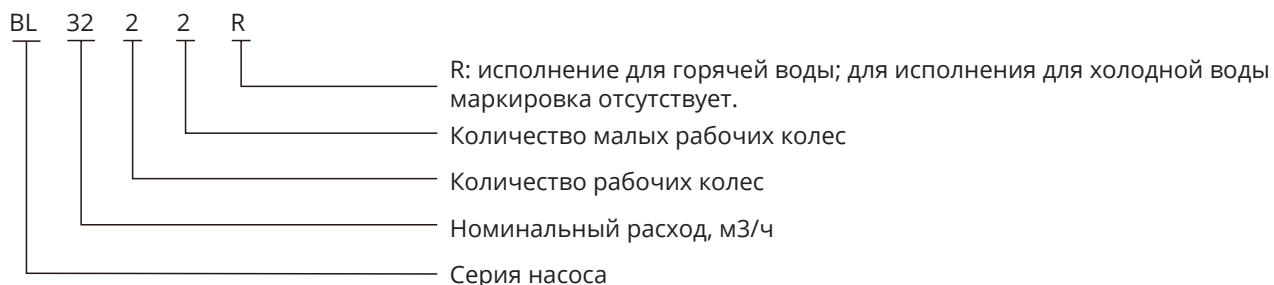 BL 32 2 2 R
R: исполнение для горячей воды; для исполнения для холодной воды
маркировка отсутствует.
Количество малых рабочих колес
Количество рабочих колес
Номинальный расход, м3/ч
Серия насоса